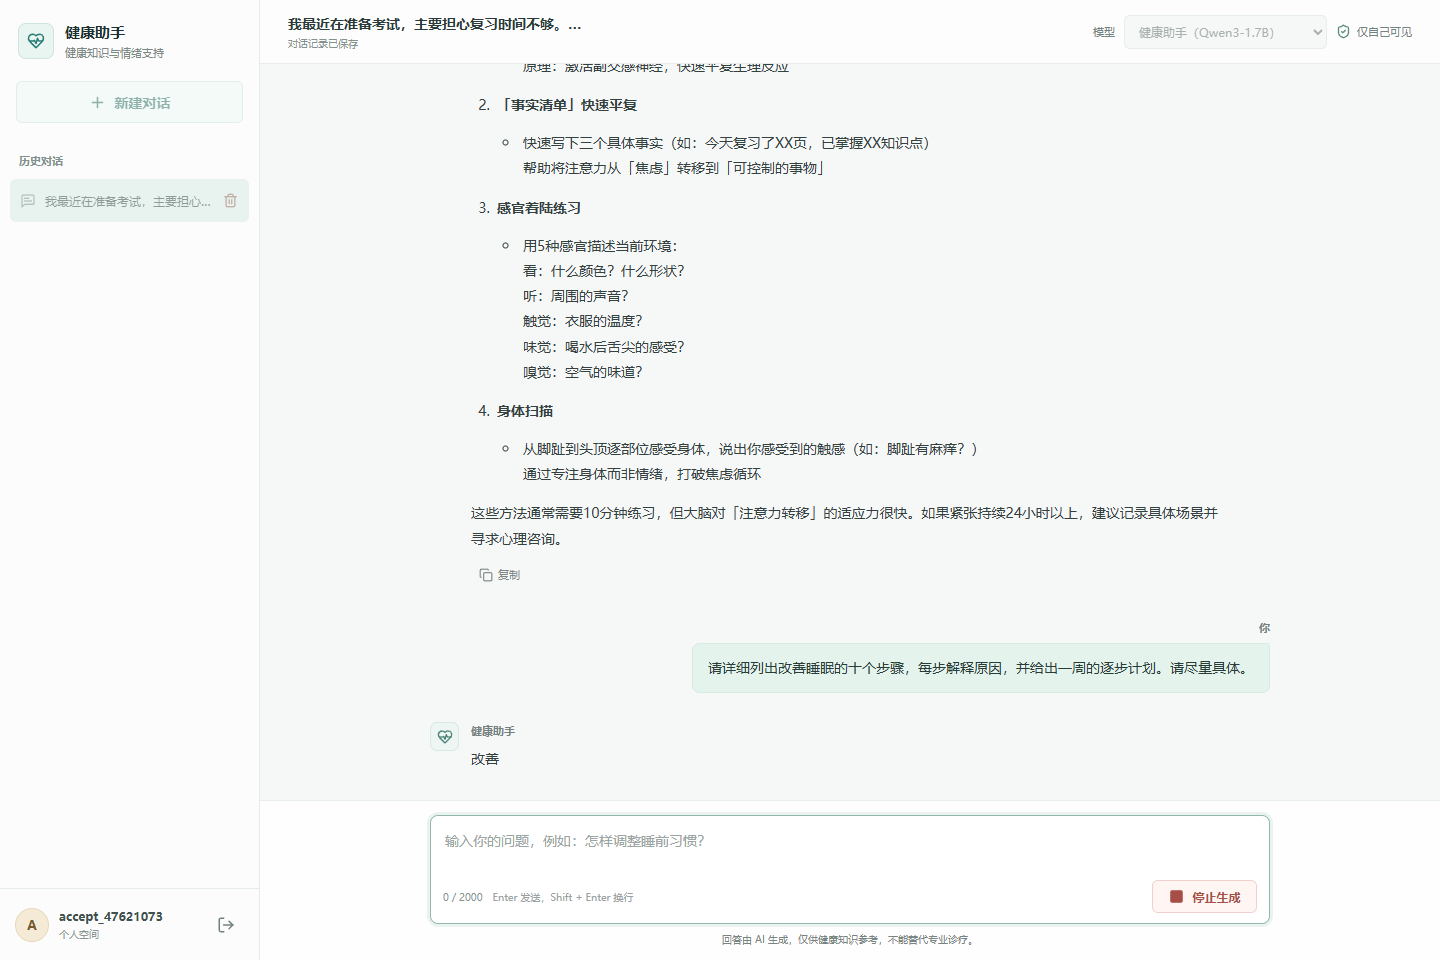 健康助手
健康知识与情绪支持
新建对话
历史对话
我最近在准备考试，主要担心...
A
accept_47621073
个人空间
我最近在准备考试，主要担心复习时间不够。...
对话记录已保存
模型
健康助手（Qwen3-1.7B）
仅自己可见
原理：激活副交感神经，快速平复生理反应
2. 「事实清单」快速平复
快速写下三个具体事实（如：今天复习了XX页，已掌握XX知识点）
帮助将注意力从「焦虑」转移到「可控制的事物」
3. 感官着陆练习
用5种感官描述当前环境：
看：什么颜色？什么形状？
听：周围的声音？
触觉：衣服的温度？
味觉：喝水后舌尖的感受？
嗅觉：空气的味道？
4. 身体扫描
从脚趾到头顶逐部位感受身体，说出你感受到的触感（如：脚趾有麻痒？）
通过专注身体而非情绪，打破焦虑循环
这些方法通常需要10分钟练习，但大脑对「注意力转移」的适应力很快。如果紧张持续24小时以上，建议记录具体场景并
寻求心理咨询。
复制
你
请详细列出改善睡眠的十个步骤，每步解释原因，并给出一周的逐步计划。请尽量具体。
健康助手
改善
输入你的问题，例如：怎样调整睡前习惯？
0 / 2000 Enter 发送，Shift + Enter 换行
停止生成
回答由 AI 生成，仅供健康知识参考，不能替代专业诊疗。